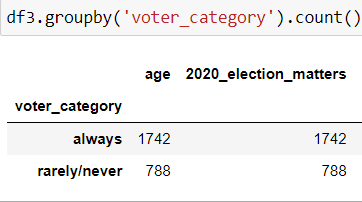 df3.groupby('voter_category').count()
age 2020_election_matters
voter_category
always 1742 1742
rarely/never 788 788